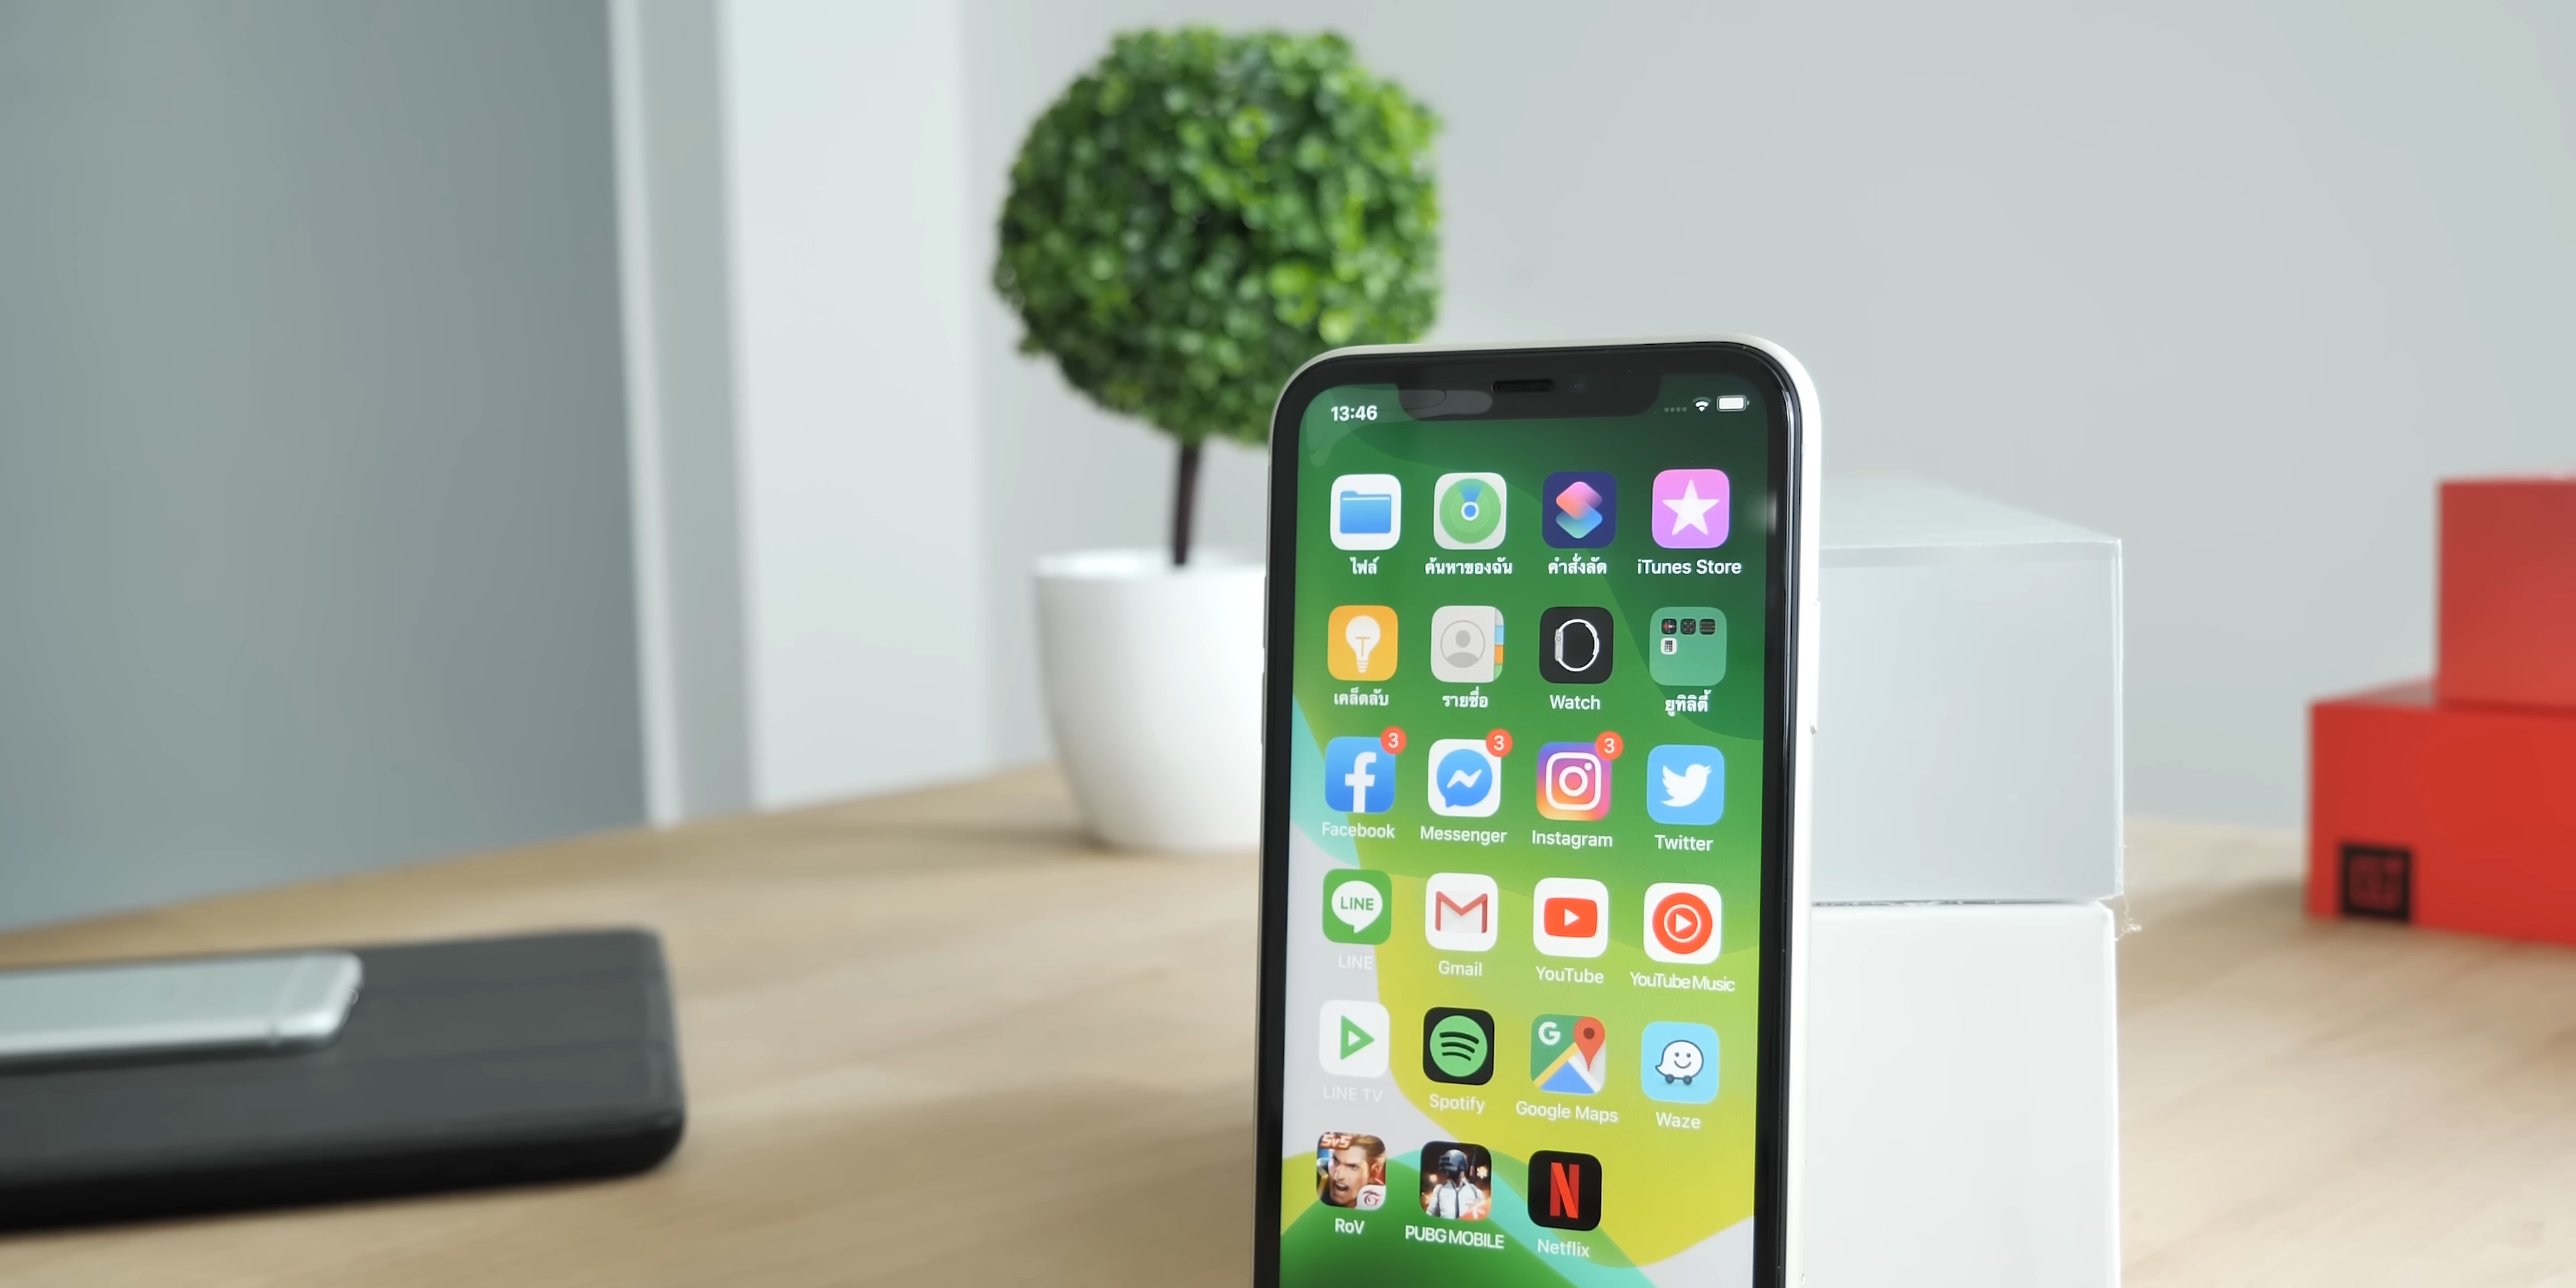 13:46
ไฟล์ ค้นหาของฉัน คำสั่งลัด iTunes Store
เคล็ดลับ รายชื่อ Watch ยูทิลิตี้
3 3 3
Facebook Messenger Instagram Twitter
LINE
LINE Gmail YouTube YouTube Music
G
LINE TV Spotify Google Maps Waze
5v5 N
RoV PUBG MOBILE Netflix